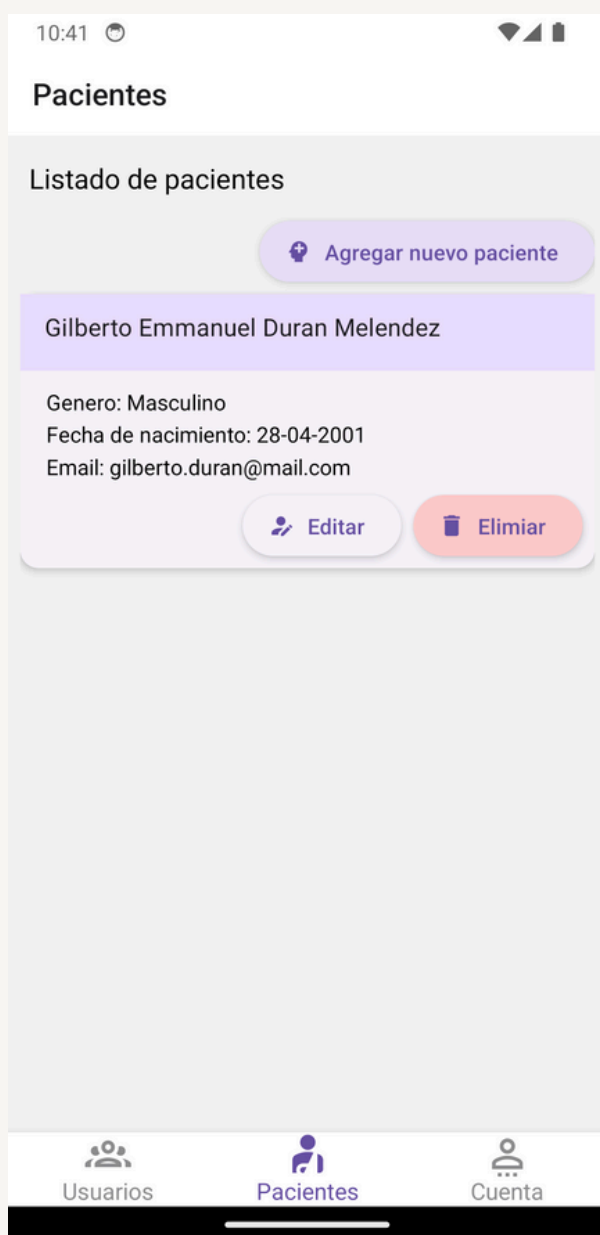 10:41
Pacientes
Listado de pacientes
Agregar nuevo paciente
Gilberto Emmanuel Duran Melendez
Genero: Masculino
Fecha de nacimiento: 28-04-2001
Email: gilberto.duran@mail.com
Editar Elimiar
Usuarios Pacientes Cuenta